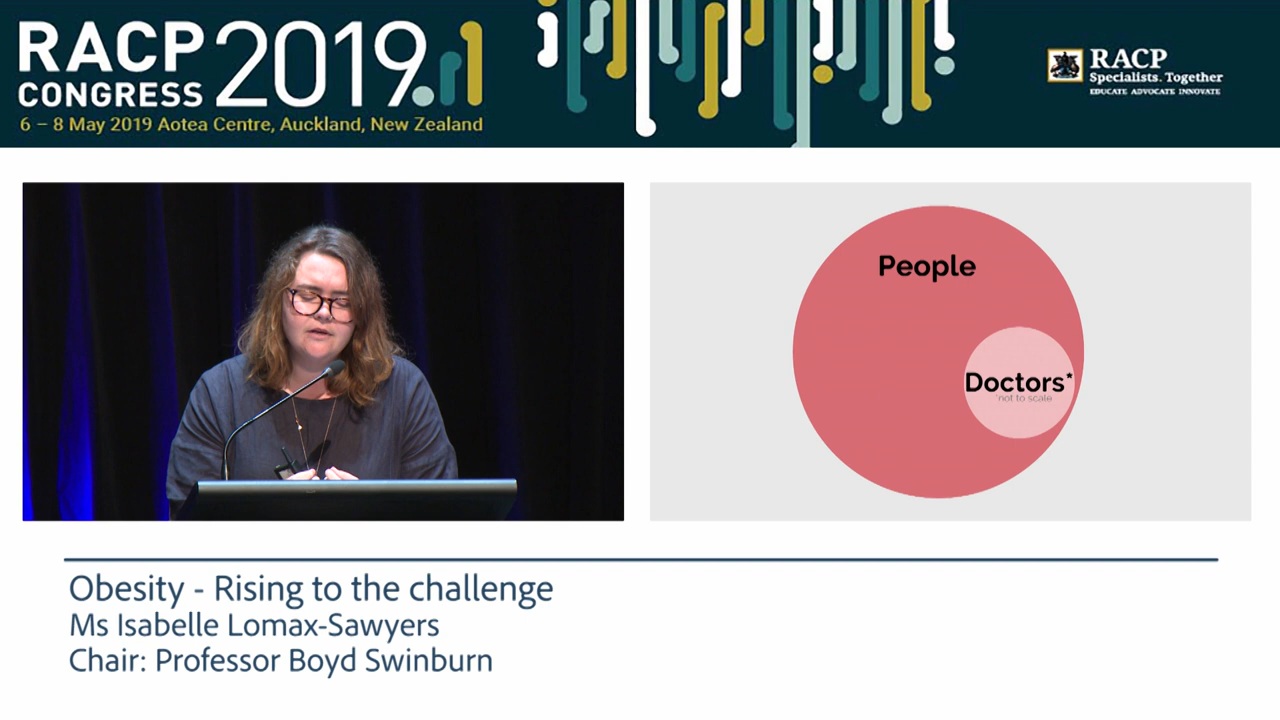 RACP
CONGRESS
2019
6 – 8 May 2019 Aotea Centre, Auckland, New Zealand
RACP
Specialists. Together
EDUCATE ADVOCATE INNOVATE
People
Doctors*
*not to scale
Obesity - Rising to the challenge
Ms Isabelle Lomax-Sawyers
Chair: Professor Boyd Swinburn